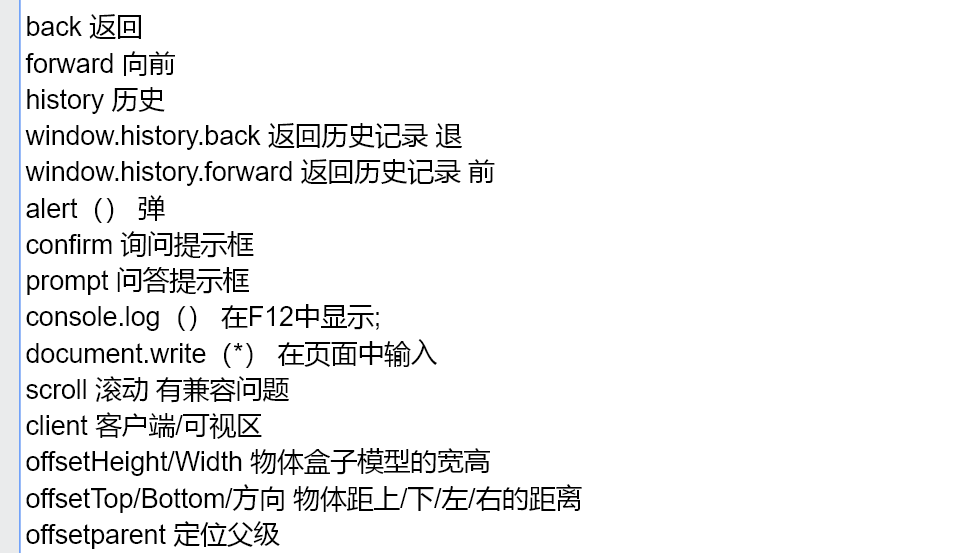 back 返回
forward 向前
history 历史
window.history.back 返回历史记录 退
window.history.forward 返回历史记录 前
alert（） 弹
confirm 询问提示框
prompt 问答提示框
console.log（） 在F12中显示;
document.write（*） 在页面中输入
scroll 滚动 有兼容问题
client 客户端/可视区
offsetHeight/Width 物体盒子模型的宽高
offsetTop/Bottom/方向 物体距上/下/左/右的距离
offsetparent 定位父级